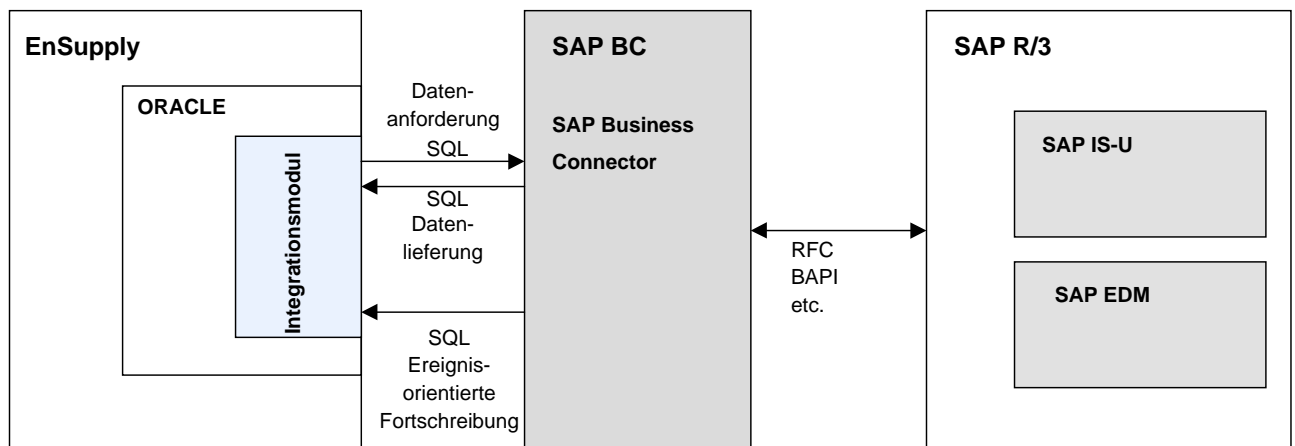 EnSupply
ORACLE
Integrationsmodul
Daten-
anforderung
SQL
SQL
Daten-
lieferung
SQL
Ereignis-
orientierte
Fortschreibung
SAP BC
SAP Business
Connector
RFC
BAPI
etc.
SAP R/3
SAP IS-U
SAP EDM